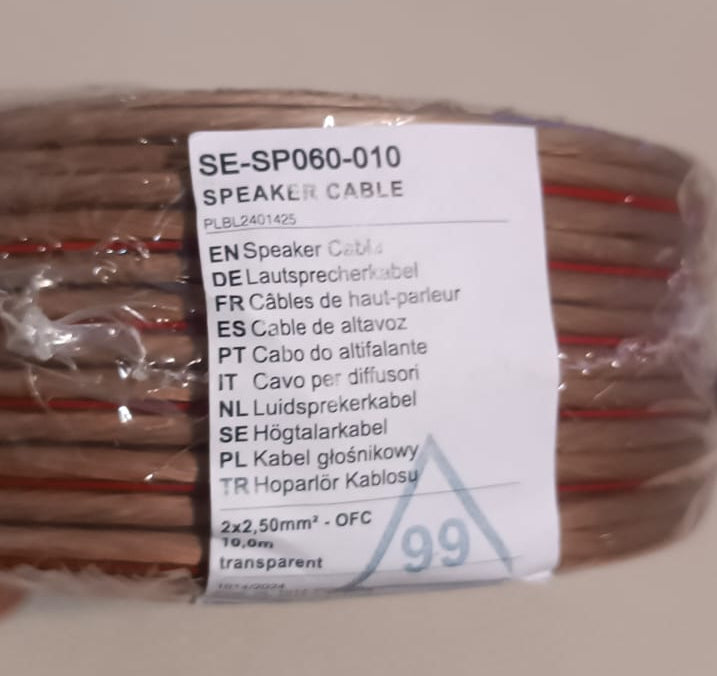 SE-SP060-010
SPEAKER CABLE
PLBL2401425
EN Speaker Cable
DE Lautsprecherkabel
FR Câbles de haut-parleur
ES Cable de altavoz
PT Cabo do altifalante
IT Cavo per diffusori
NL Luidsprekerkabel
SE Högtalarkabel
PL Kabel głośnikowy
TR Hoparlör Kablosu
2x2,50mm² - OFC
10,0m
transparent
99